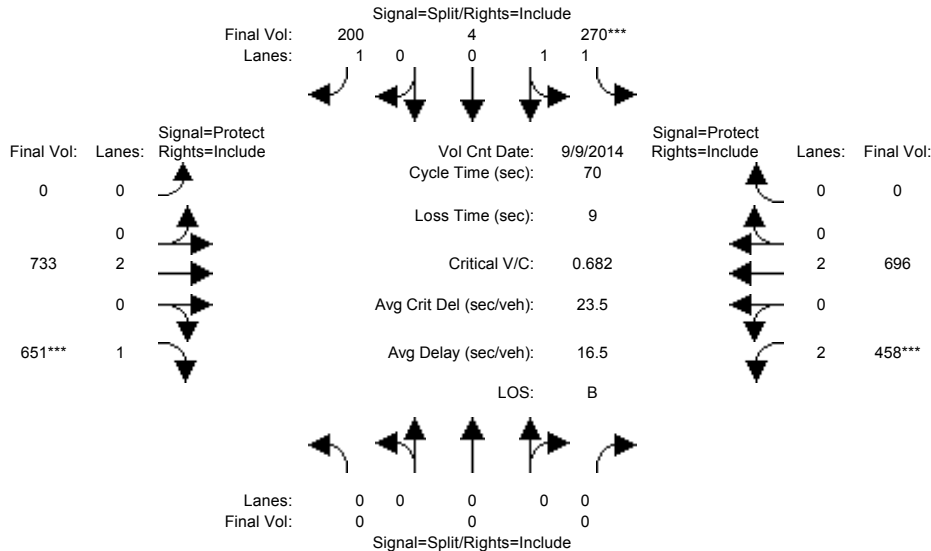 Signal=Split/Rights=Include
Final Vol: 200 4 270***
Lanes: 1 0 0 1 1
Signal=Protect
Final Vol: Lanes: Rights=Include
Vol Cnt Date: 9/9/2014
Signal=Protect
Rights=Include Lanes: Final Vol:
Cycle Time (sec): 70
0 0
0 0
Loss Time (sec): 9
0
0
733 2
Critical V/C: 0.682
2 696
0
Avg Crit Del (sec/veh): 23.5
0
651*** 1
Avg Delay (sec/veh): 16.5
2 458***
LOS: B
Lanes: 0 0 0 0 0
Final Vol: 0 0 0
Signal=Split/Rights=Include